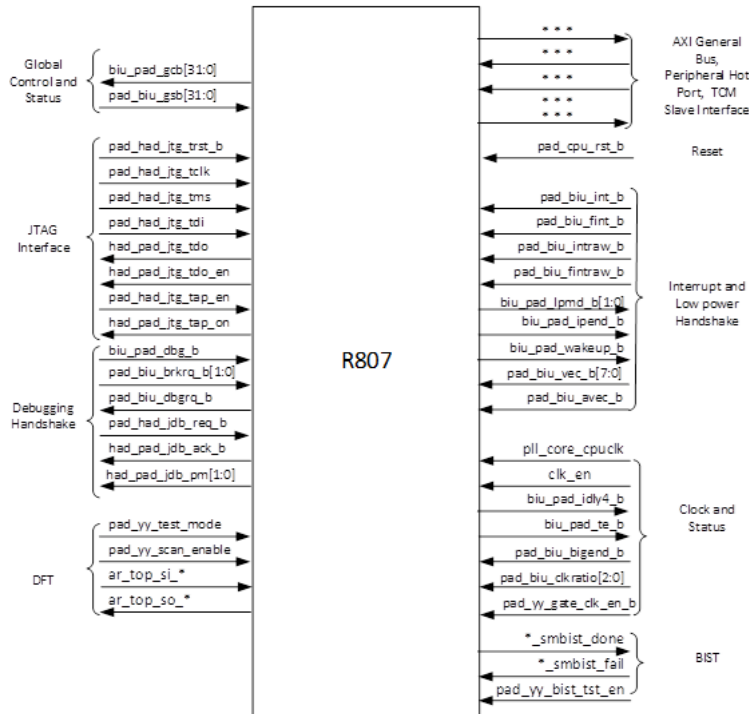 Global
Control and
Status
biu_pad_gcb[31:0]
pad_biu_gsb[31:0]
JTAG
Interface
pad_had_jtg_trst_b
pad_had_jtg_tclk
pad_had_jtg_tms
pad_had_jtg_tdi
had_pad_jtg_tdo
had_pad_jtg_tdo_en
pad_had_jtg_tap_en
had_pad_jtg_tap_on
Debugging
Handshake
biu_pad_dbg_b
pad_biu_brkrq_b[1:0]
pad_biu_dbgrq_b
pad_had_jdb_req_b
had_pad_jdb_ack_b
had_pad_jdb_pm[1:0]
DFT
pad_yy_test_mode
pad_yy_scan_enable
ar_top_si_*
ar_top_so_*
R807
* * *
* * *
* * *
* * *
AXI General
Bus,
Peripheral Hot
Port, TCM
Slave Interface
pad_cpu_rst_b
Reset
pad_biu_int_b
pad_biu_fint_b
pad_biu_intraw_b
pad_biu_fintraw_b
biu_pad_lpmd_b[1:0]
biu_pad_ipend_b
biu_pad_wakeup_b
pad_biu_vec_b[7:0]
pad_biu_avec_b
Interrupt and
Low power
Handshake
pll_core_cpuclk
clk_en
biu_pad_idly4_b
biu_pad_te_b
pad_biu_bigend_b
pad_biu_clkratio[2:0]
pad_yy_gate_clk_en_b
Clock and
Status
*_smbist_done
*_smbist_fail
pad_yy_bist_tst_en
BIST